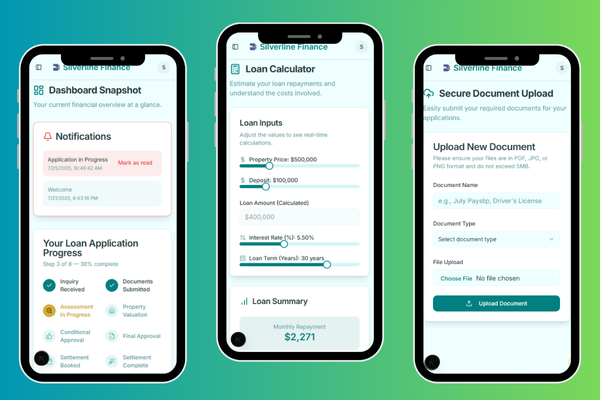 Silverline Finance
S
Dashboard Snapshot
Your current financial overview at a glance.
Notifications
Application in Progress
7/25/2025, 10:46:42 AM
Mark as read
Welcome
7/21/2025, 6:43:18 PM
Your Loan Application
Progress
Step 3 of 8 — 38% complete
Inquiry
Received
Documents
Submitted
Assessment
In Progress
Property
Valuation
Conditional
Approval
Final Approval
Settlement
Booked
Settlement
Complete
Silverline Finance
S
Loan Calculator
Estimate your loan repayments and
understand the costs involved.
Loan Inputs
Adjust the values to see real-time
calculations.
Property Price: $500,000
Deposit: $100,000
Loan Amount (Calculated)
$400,000
Interest Rate (%): 5.50%
Loan Term (Years): 30 years
Loan Summary
Monthly Repayment
$2,271
Silverline Finance
S
Secure Document Upload
Easily submit your required documents for your
applications.
Upload New Document
Please ensure your files are in PDF, JPG, or
PNG format and do not exceed 5MB.
Document Name
e.g., July Payslip, Driver's License
Document Type
Select document type
File Upload
Choose File No file chosen
Upload Document